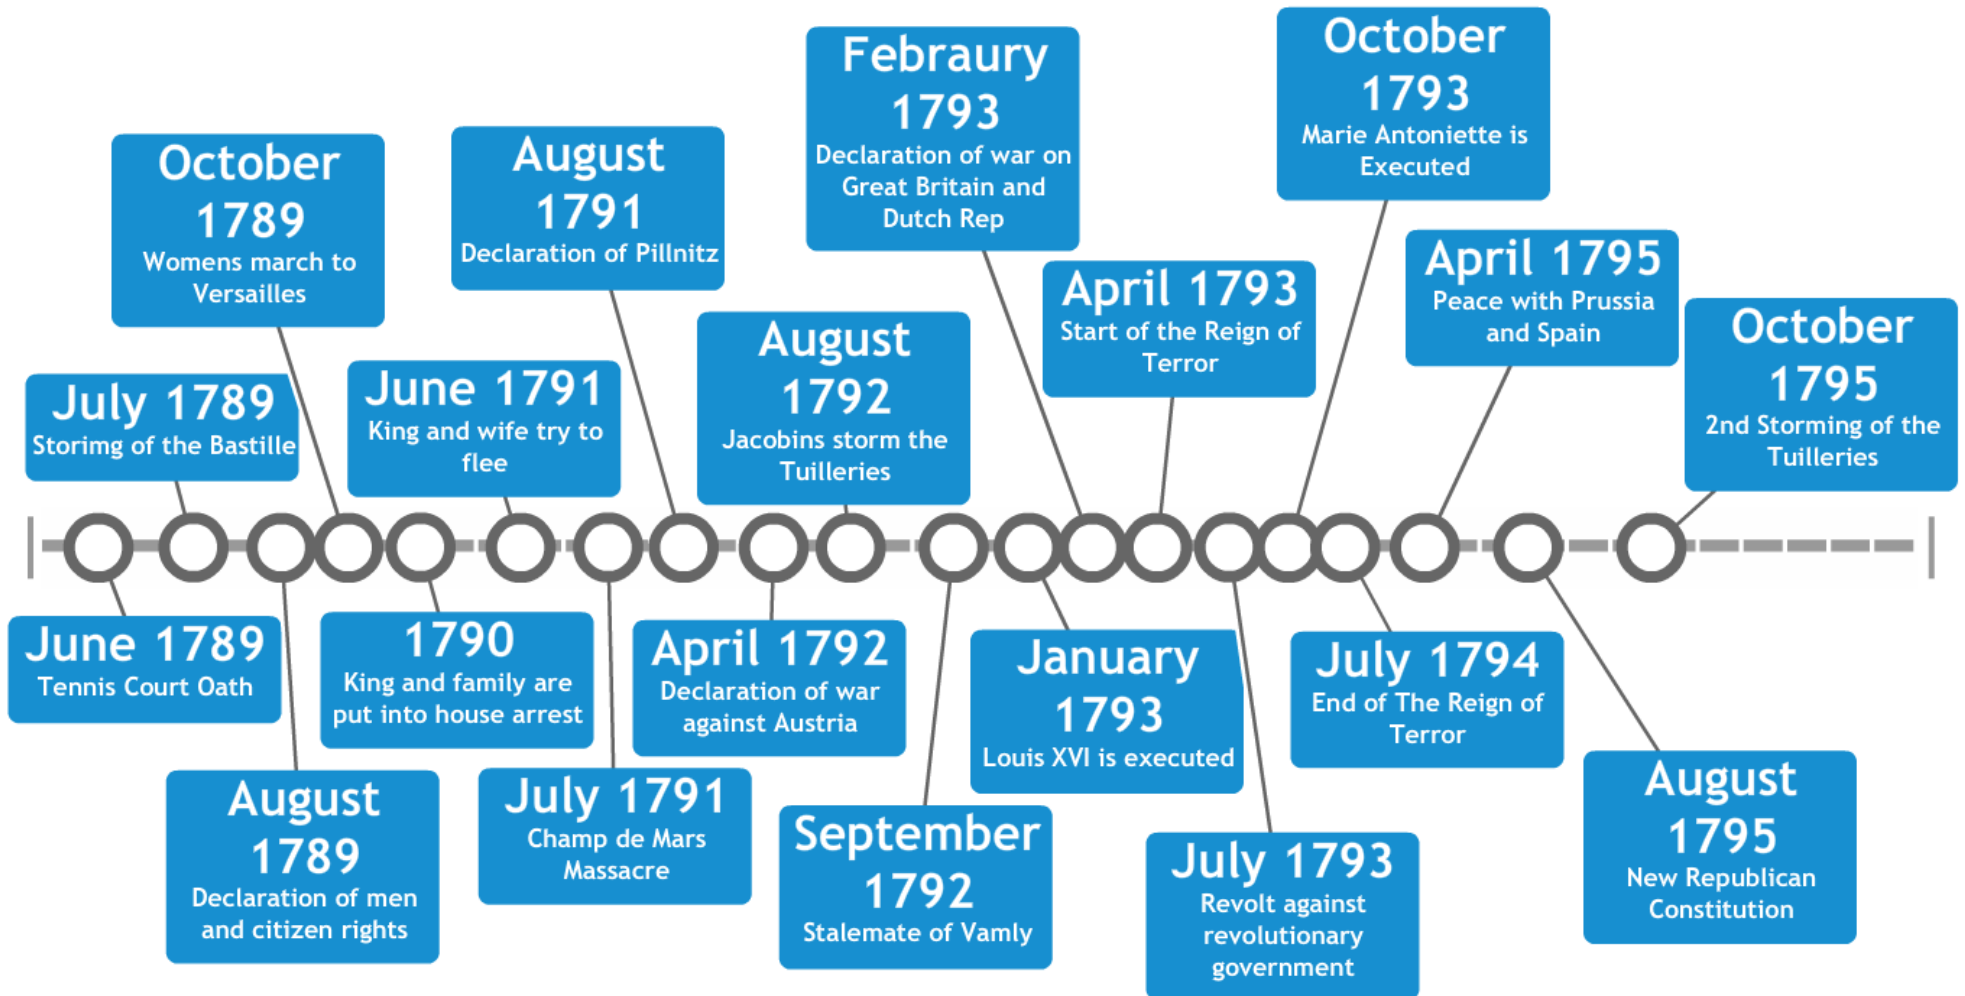 October
1789
Womens march to
Versailles
August
1791
Declaration of Pillnitz
Febraury
1793
Declaration of war on
Great Britain and
Dutch Rep
October
1793
Marie Antoniette is
Executed
July 1789
Storimg of the Bastille
June 1791
King and wife try to
flee
August
1792
Jacobins storm the
Tuilleries
April 1793
Start of the Reign of
Terror
April 1795
Peace with Prussia
and Spain
October
1795
2nd Storming of the
Tuilleries
June 1789
Tennis Court Oath
1790
King and family are
put into house arrest
April 1792
Declaration of war
against Austria
January
1793
Louis XVI is executed
July 1794
End of The Reign of
Terror
August
1789
Declaration of men
and citizen rights
July 1791
Champ de Mars
Massacre
September
1792
Stalemate of Vamly
July 1793
Revolt against
revolutionary
government
August
1795
New Republican
Constitution